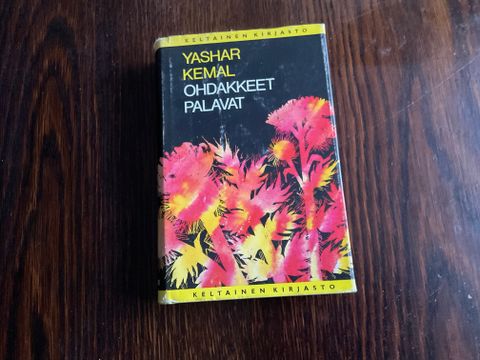 KELTAINEN KIRJASTO
YASHAR
KEMAL
OHDAKKEET
PALAVAT
KELTAINEN KIRJASTO